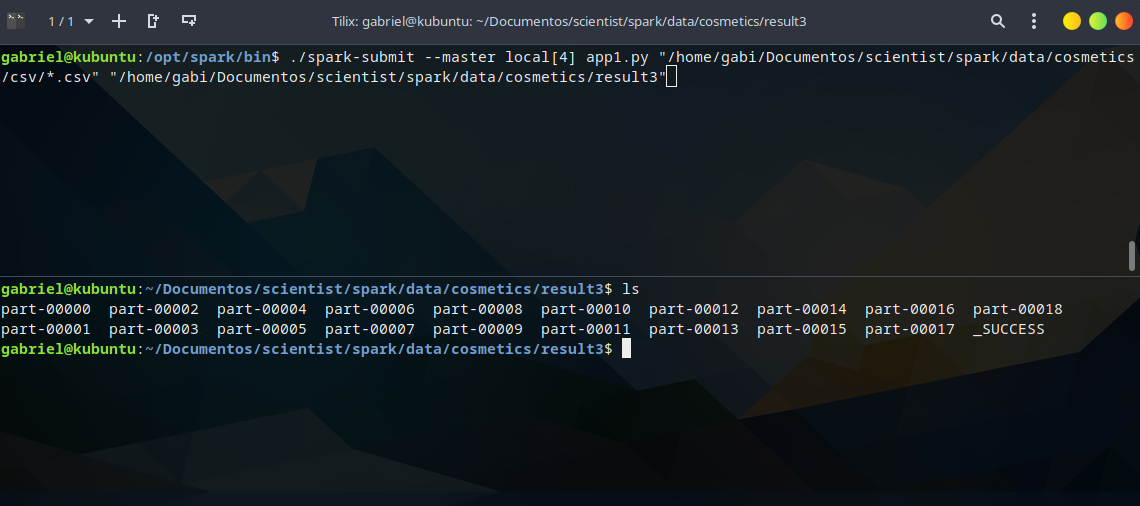 1 / 1
Tilix: gabriel@kubuntu: ~/Documentos/scientist/spark/data/cosmetics/result3
gabriel@kubuntu:/opt/spark/bin$ ./spark-submit --master local[4] app1.py "/home/gabi/Documentos/scientist/spark/data/cosmetics
/csv/*.csv" "/home/gabi/Documentos/scientist/spark/data/cosmetics/result3"
gabriel@kubuntu:~/Documentos/scientist/spark/data/cosmetics/result3$ ls
part-00000 part-00002 part-00004 part-00006 part-00008 part-00010 part-00012 part-00014 part-00016 part-00018
part-00001 part-00003 part-00005 part-00007 part-00009 part-00011 part-00013 part-00015 part-00017 _SUCCESS
gabriel@kubuntu:~/Documentos/scientist/spark/data/cosmetics/result3$